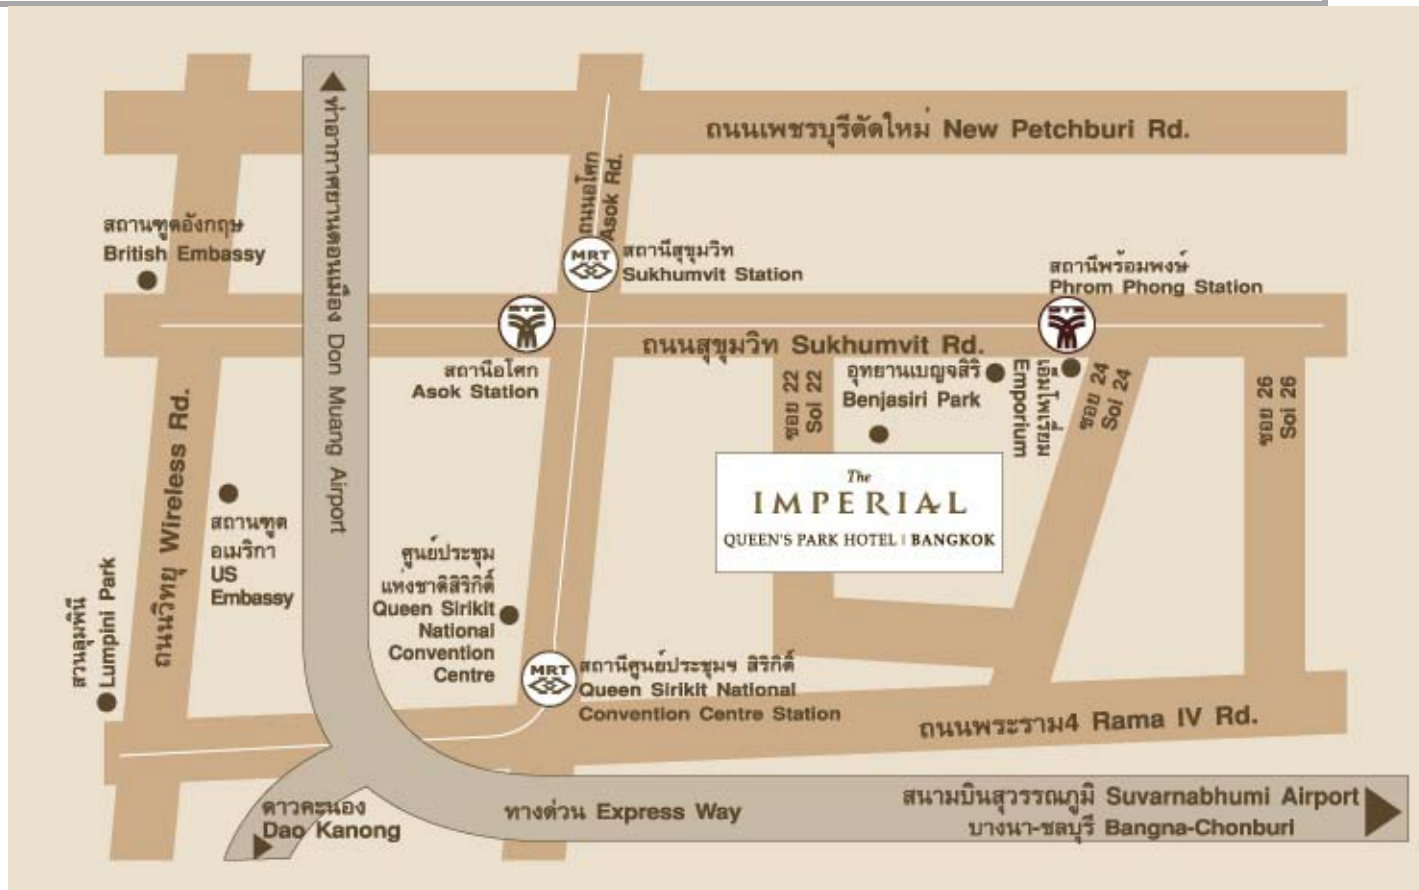 ถนนเพชรบุรีตัดใหม่ New Petchburi Rd.
ท่าอากาศยานดอนเมือง Don Muang Airport
ถนนอโศก
Asok Rd.
สถานฑูตอังกฤษ
British Embassy
MRT
สถานีสุขุมวิท
Sukhumvit Station
สถานีพร้อมพงษ์
Phrom Phong Station
ถนนสุขุมวิท Sukhumvit Rd.
สถานีอโศก
Asok Station
ซอย 22
Soi 22
อุทยานเบญจสิริ
Benjasiri Park
เอ็มโพเรี่ยม
Emporium
ซอย 24
Soi 24
ซอย 26
Soi 26
ถนนวิทยุ Wireless Rd.
The
IMPERIAL
QUEEN'S PARK HOTEL | BANGKOK
สถานฑูต
อเมริกา
US
Embassy
สวนลุมพินี
Lumpini Park
ศูนย์ประชุม
แห่งชาติสิริกิติ์
Queen Sirikit
National
Convention
Centre
MRT
สถานีศูนย์ประชุมฯ สิริกิติ์
Queen Sirikit National
Convention Centre Station
ถนนพระราม4 Rama IV Rd.
ดาวคะนอง
Dao Kanong
ทางด่วน Express Way
สนามบินสุวรรณภูมิ Suvarnabhumi Airport
บางนา-ชลบุรี Bangna-Chonburi